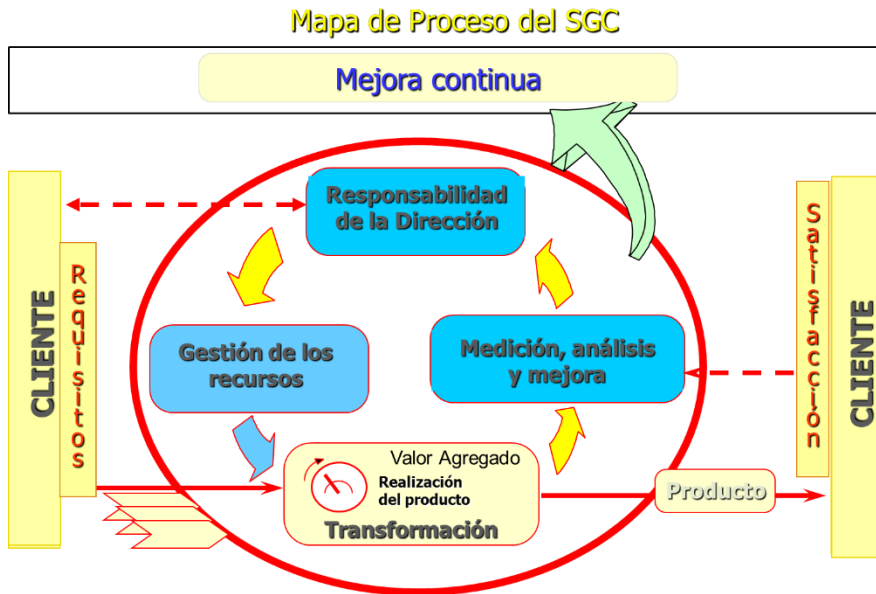 Mapa de Proceso del SGC
Mejora continua
Responsabilidad
de la Dirección
CLIENTE
Requisitos
Gestión de los
recursos
Medición, análisis
y mejora
Satisfacción
CLIENTE
Valor Agregado
Realización
del producto
Transformación
Producto